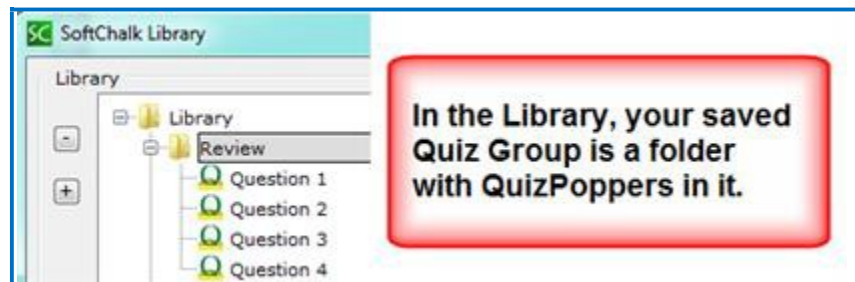 SC SoftChalk Library
Library
Library
Review
Question 1
Question 2
Question 3
Question 4
In the Library, your saved
Quiz Group is a folder
with QuizPoppers in it.